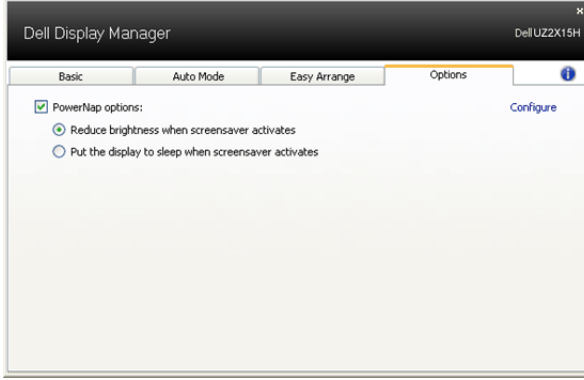 x
Dell Display Manager
Dell UZ2X15H
Basic
Auto Mode
Easy Arrange
Options
i
PowerNap options:
Configure
Reduce brightness when screensaver activates
Put the display to sleep when screensaver activates